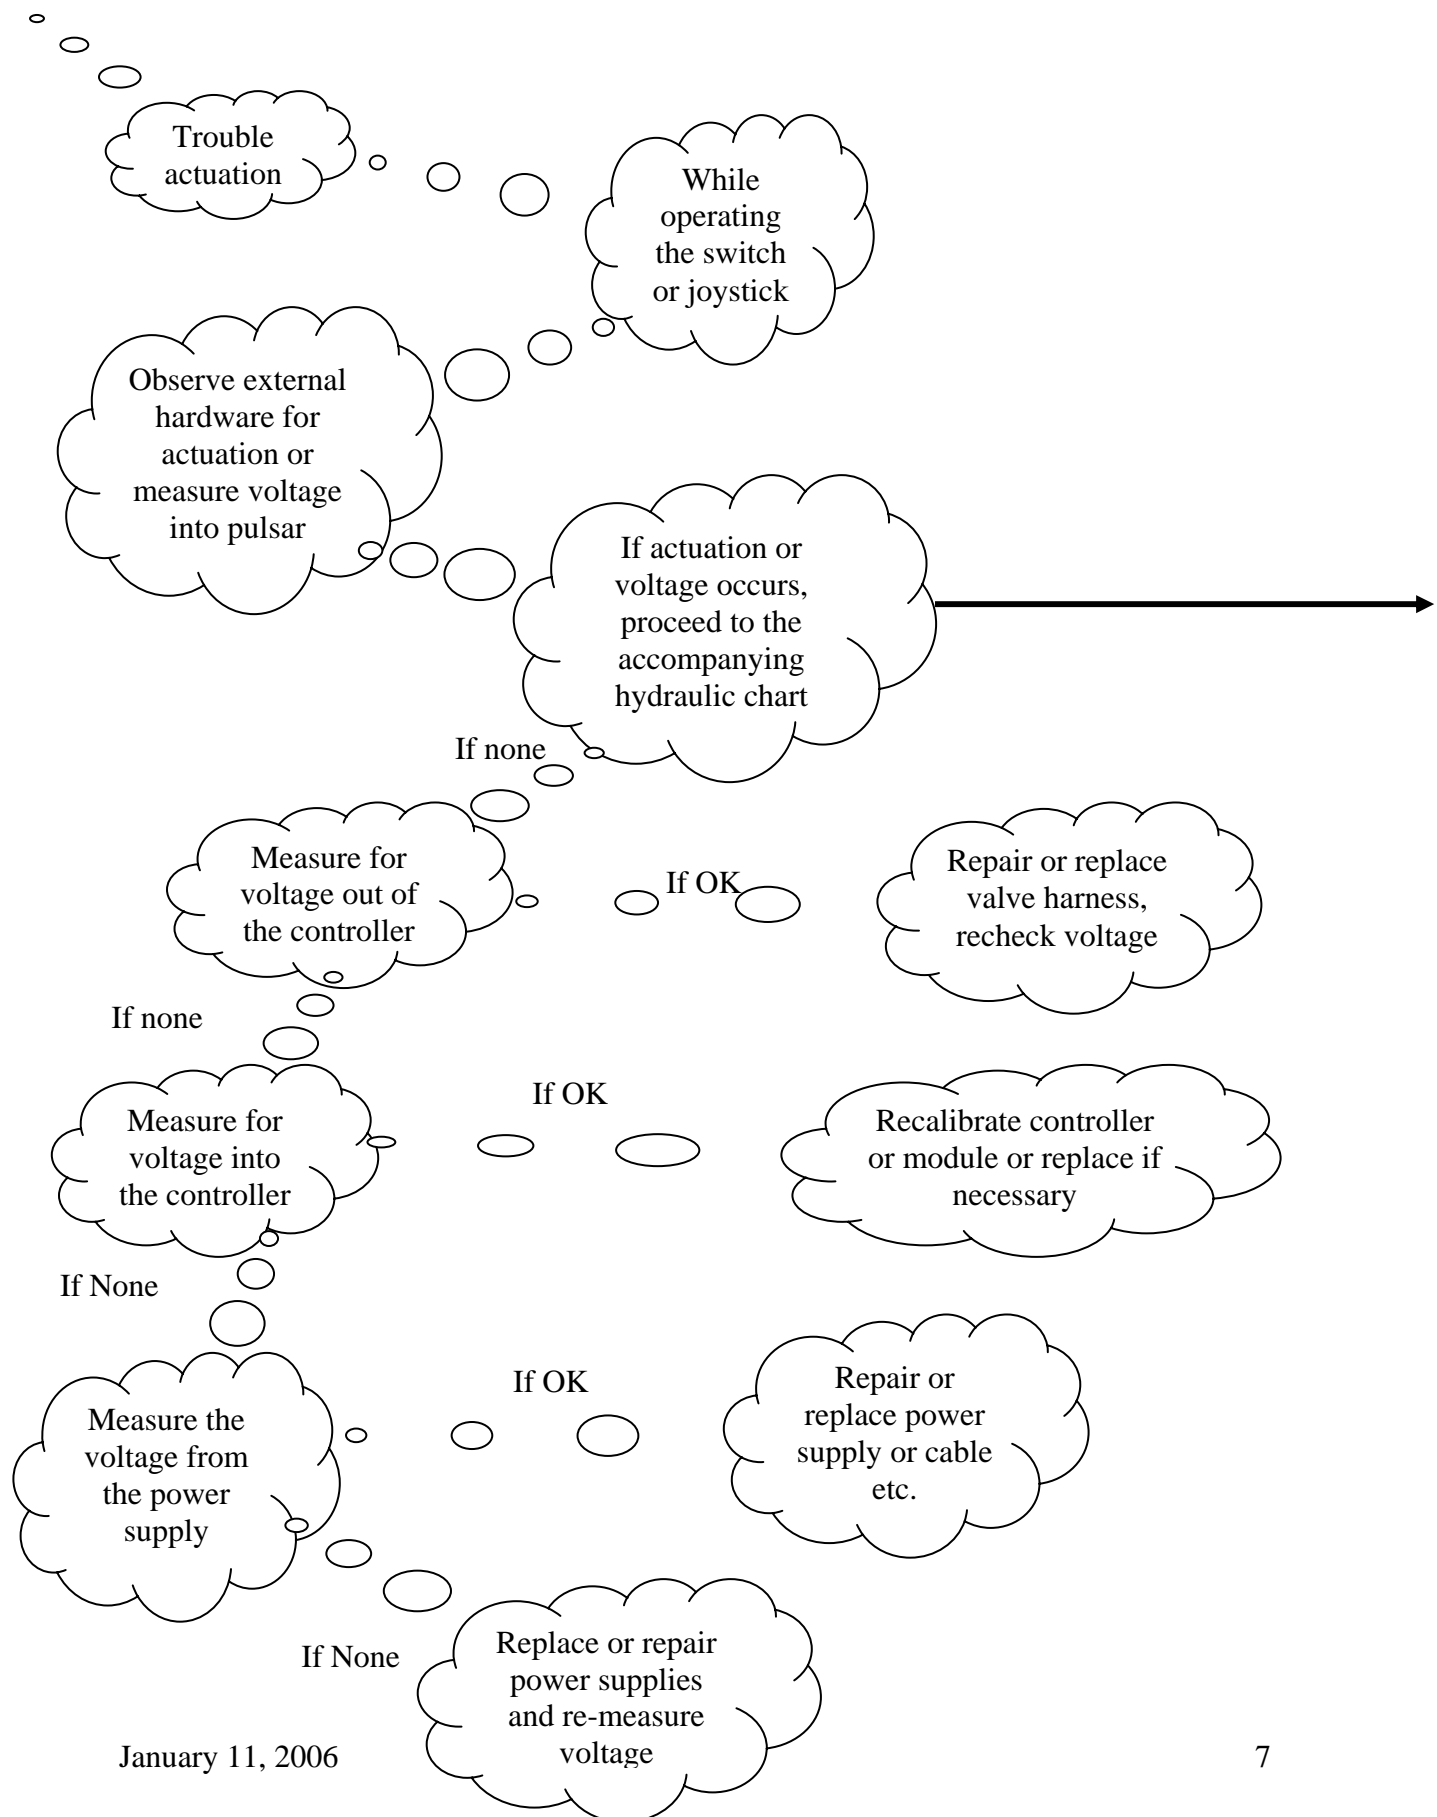 Trouble
actuation
While
operating
the switch
or joystick
Observe external
hardware for
actuation or
measure voltage
into pulsar
If actuation or
voltage occurs,
proceed to the
accompanying
hydraulic chart
If none
Measure for
voltage out of
the controller
If OK
Repair or replace
valve harness,
recheck voltage
If none
Measure for
voltage into
the controller
If OK
Recalibrate controller
or module or replace if
necessary
If None
Measure the
voltage from
the power
supply
If OK
Repair or
replace power
supply or cable
etc.
If None
Replace or repair
power supplies
and re-measure
voltage
January 11, 2006
7